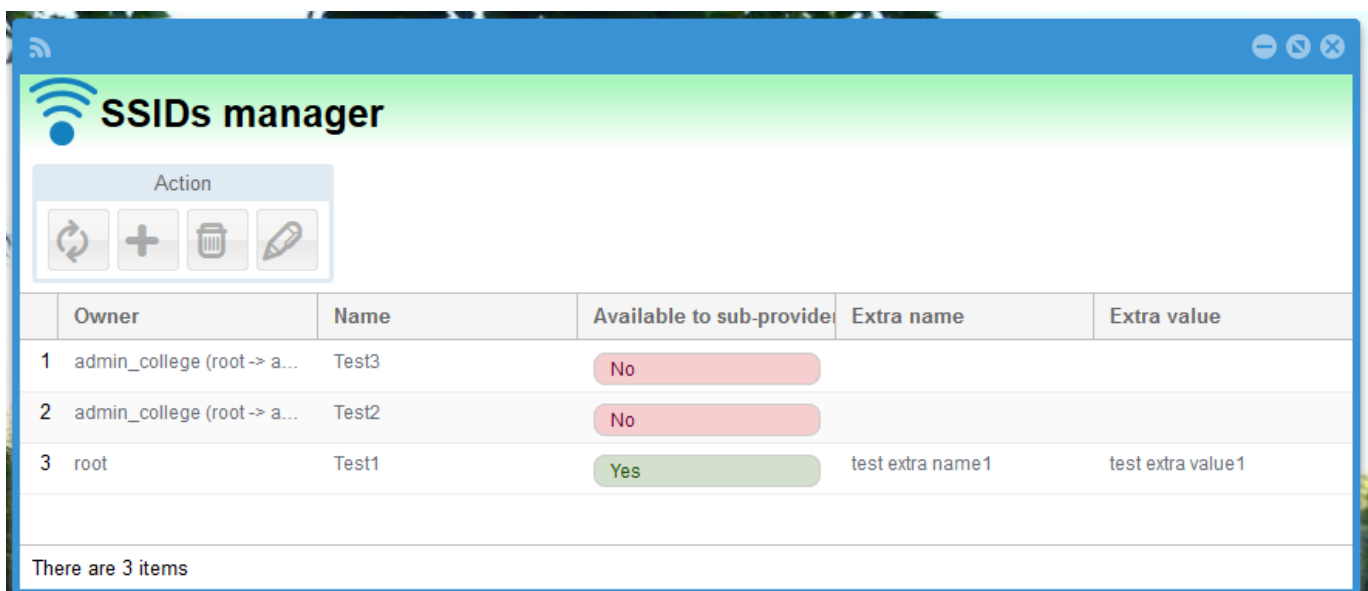 SSIDs manager
Action
Owner Name Available to sub-provider Extra name Extra value
1 admin_college (root -> a... Test3 No
2 admin_college (root -> a... Test2 No
3 root Test1 Yes test extra name1 test extra value1
There are 3 items